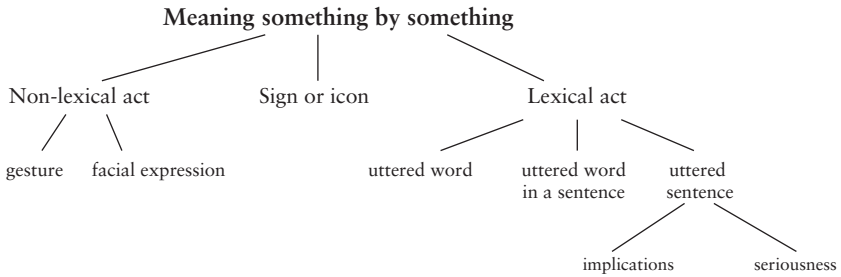 Meaning something by something
Non-lexical act
Sign or icon
Lexical act
gesture
facial expression
uttered word
uttered word
in a sentence
uttered
sentence
implications
seriousness